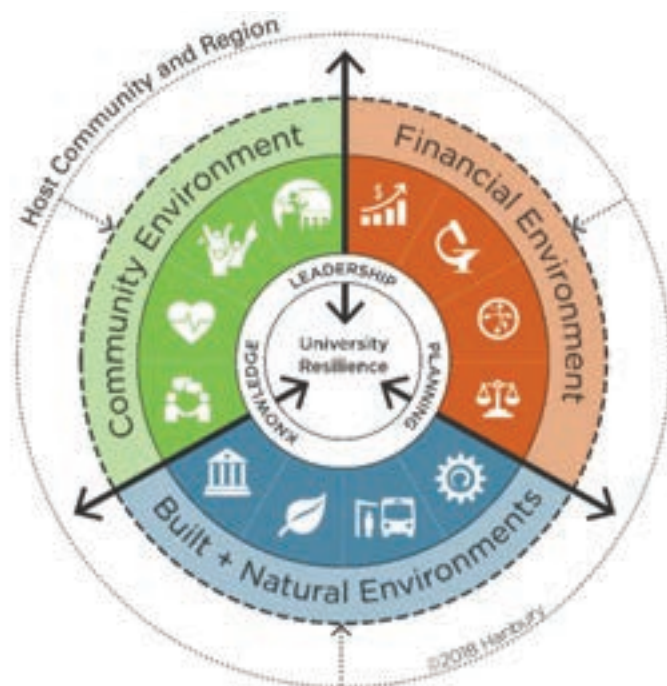 Host Community and Region
Community Environment
Financial Environment
Built + Natural Environments
LEADERSHIP
PLANNING
KNOWLEDGE
University
Resilience
$
©2018 Hanbury